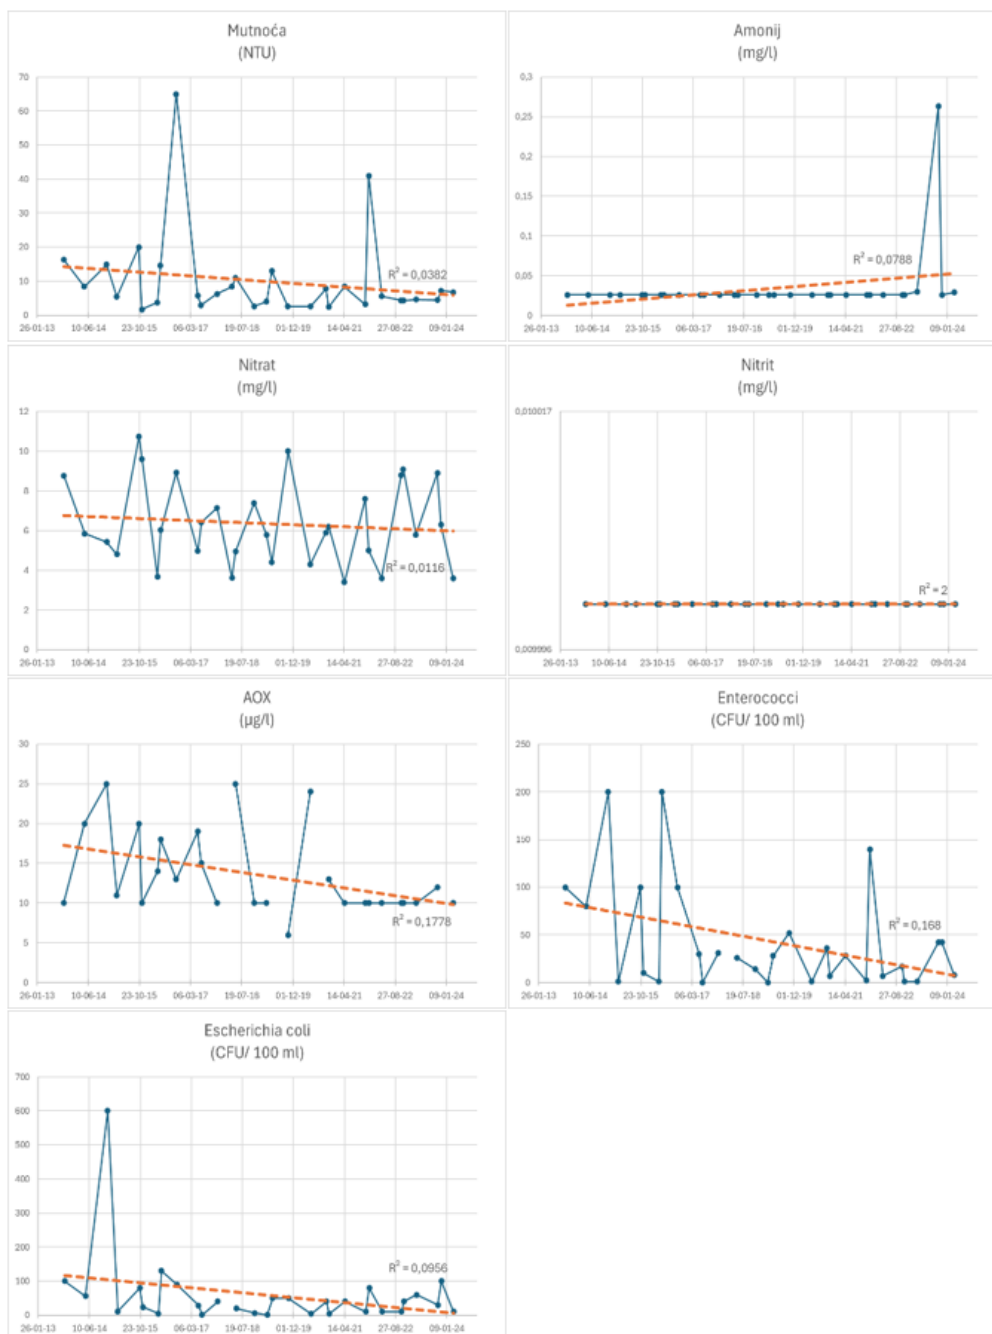 Mutnoća
(NTU)
70
60
50
40
30
20
10
0
R² = 0,0382
26-01-13 10-06-14 23-10-15 06-03-17 19-07-18 01-12-19 14-04-21 27-08-22 09-01-24
Amonij
(mg/l)
0,3
0,25
0,2
0,15
0,1
0,05
0
R² = 0,0788
26-01-13 10-06-14 23-10-15 06-03-17 19-07-18 01-12-19 14-04-21 27-08-22 09-01-24
Nitrat
(mg/l)
12
10
8
6
4
2
0
R² = 0,0116
26-01-13 10-06-14 23-10-15 06-03-17 19-07-18 01-12-19 14-04-21 27-08-22 09-01-24
Nitrit
(mg/l)
0,010017
R² = 2
0,009996
26-01-13 10-06-14 23-10-15 06-03-17 19-07-18 01-12-19 14-04-21 27-08-22 09-01-24
AOX
(µg/l)
30
25
20
15
10
5
0
R² = 0,1778
26-01-13 10-06-14 23-10-15 06-03-17 19-07-18 01-12-19 14-04-21 27-08-22 09-01-24
Enterococci
(CFU/ 100 ml)
250
200
150
100
50
0
R² = 0,168
26-01-13 10-06-14 23-10-15 06-03-17 19-07-18 01-12-19 14-04-21 27-08-22 09-01-24
Escherichia coli
(CFU/ 100 ml)
700
600
500
400
300
200
100
0
R² = 0,0956
26-01-13 10-06-14 23-10-15 06-03-17 19-07-18 01-12-19 14-04-21 27-08-22 09-01-24